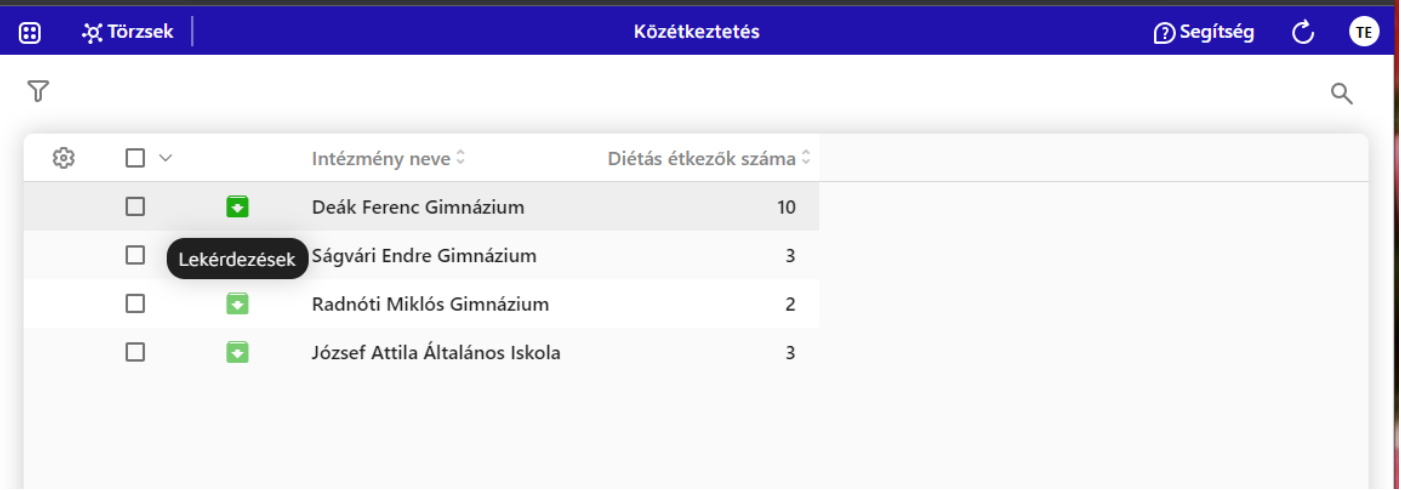 Törzsek Közétkeztetés Segítség TE
Intézmény neve Diétás étkezők száma
Deák Ferenc Gimnázium 10
Lekérdezések Ságvári Endre Gimnázium 3
Radnóti Miklós Gimnázium 2
József Attila Általános Iskola 3